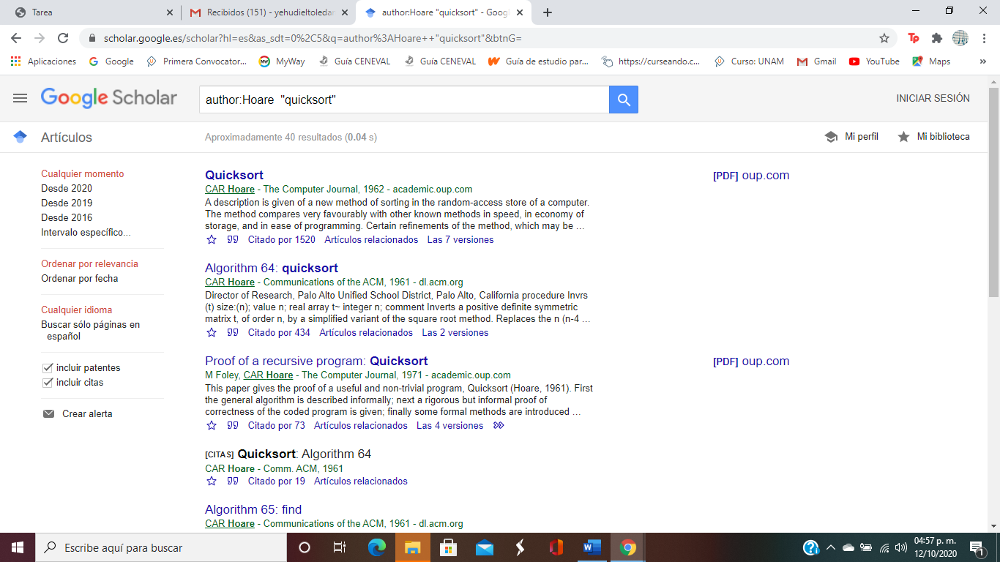 Tarea
Recibidos (151) - yehudieltoledar
author:Hoare "quicksort" - Goog
scholar.google.es/scholar?hl=es&as_sdt=0%2C5&q=author%3AHoare++"quicksort"&btnG=
Aplicaciones
Google
Primera Convocator...
MyWay
Guía CENEVAL
Guía CENEVAL
Guía de estudio par...
https://curseando.c...
Curso: UNAM
Gmail
YouTube
Maps
»
Google Scholar
author:Hoare "quicksort"
INICIAR SESIÓN
Artículos
Aproximadamente 40 resultados (0.04 s)
Mi perfil
Mi biblioteca
Cualquier momento
Desde 2020
Desde 2019
Desde 2016
Intervalo específico...
Ordenar por relevancia
Ordenar por fecha
Cualquier idioma
Buscar sólo páginas en
español
incluir patentes
incluir citas
Crear alerta
Quicksort
[PDF] oup.com
CAR Hoare - The Computer Journal, 1962 - academic.oup.com
A description is given of a new method of sorting in the random-access store of a computer.
The method compares very favourably with other known methods in speed, in economy of
storage, and in ease of programming. Certain refinements of the method, which may be ...
Citado por 1520 Artículos relacionados Las 7 versiones
Algorithm 64: quicksort
CAR Hoare - Communications of the ACM, 1961 - dl.acm.org
Director of Research, Palo Alto Unified School District, Palo Alto, California procedure Invrs
(t) size:(n); value n; real array t~ integer n; comment Inverts a positive definite symmetric
matrix t, of order n, by a simplified variant of the square root method. Replaces the n (n-4 ...
Citado por 434 Artículos relacionados Las 2 versiones
Proof of a recursive program: Quicksort
[PDF] oup.com
M Foley, CAR Hoare - The Computer Journal, 1971 - academic.oup.com
This paper gives the proof of a useful and non-trivial program, Quicksort (Hoare, 1961). First
the general algorithm is described informally; next a rigorous but informal proof of
correctness of the coded program is given; finally some formal methods are introduced ...
Citado por 73 Artículos relacionados Las 4 versiones
[CITAS] Quicksort: Algorithm 64
CAR Hoare - Comm. ACM, 1961
Citado por 19 Artículos relacionados
Algorithm 65: find
CAR Hoare - Communications of the ACM, 1961 - dl.acm.org
Escribe aquí para buscar
04:57 p. m.
12/10/2020
1